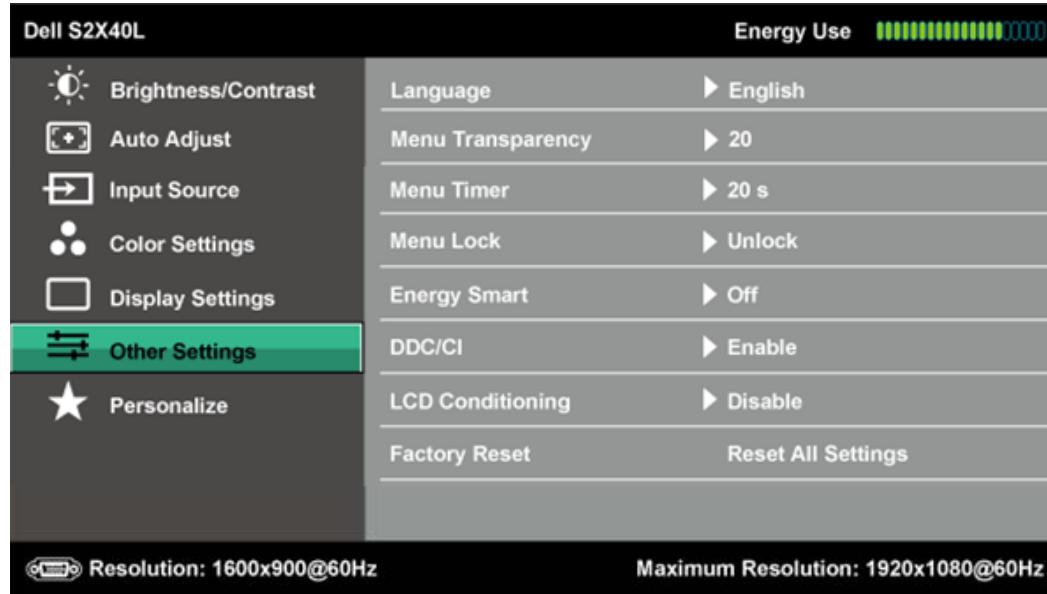 Dell S2X40L Energy Use
Brightness/Contrast Language English
Auto Adjust Menu Transparency 20
Input Source Menu Timer 20 s
Color Settings Menu Lock Unlock
Display Settings Energy Smart Off
Other Settings DDC/CI Enable
Personalize LCD Conditioning Disable
Factory Reset Reset All Settings
Resolution: 1600x900@60Hz Maximum Resolution: 1920x1080@60Hz